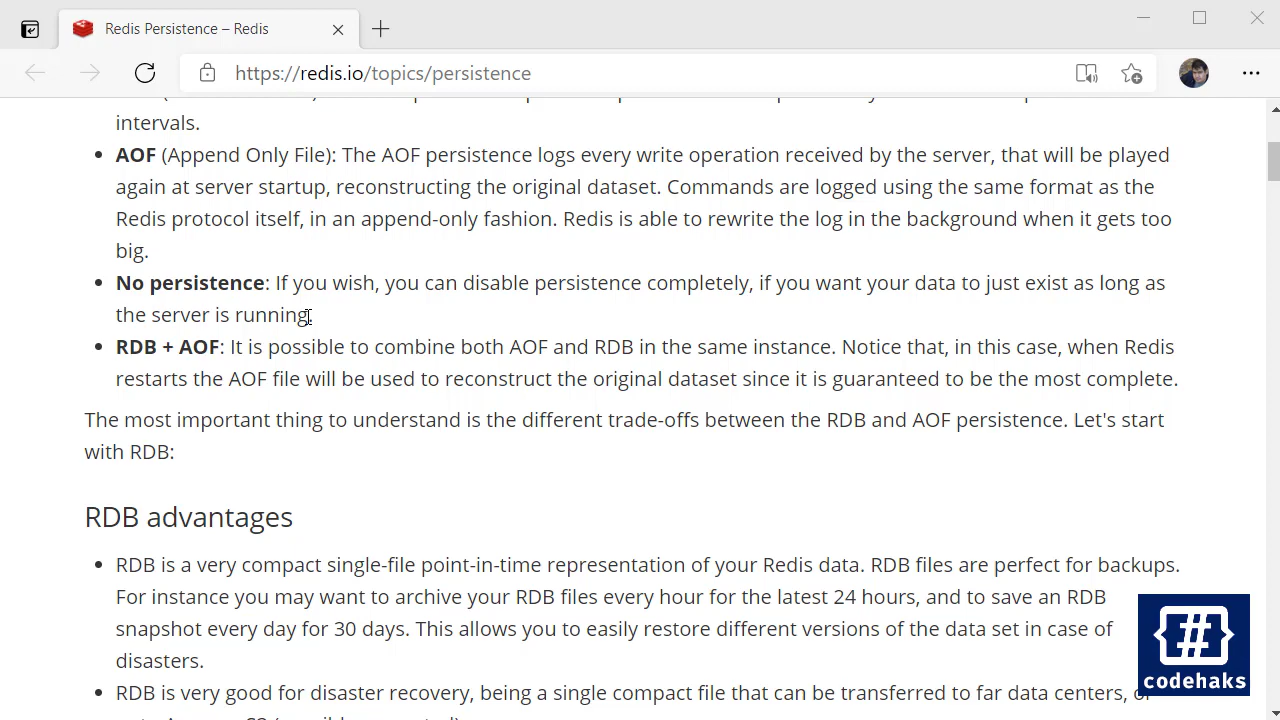 Redis Persistence – Redis
https://redis.io/topics/persistence
intervals.
• AOF (Append Only File): The AOF persistence logs every write operation received by the server, that will be played
again at server startup, reconstructing the original dataset. Commands are logged using the same format as the
Redis protocol itself, in an append-only fashion. Redis is able to rewrite the log in the background when it gets too
big.
• No persistence: If you wish, you can disable persistence completely, if you want your data to just exist as long as
the server is running.
• RDB + AOF: It is possible to combine both AOF and RDB in the same instance. Notice that, in this case, when Redis
restarts the AOF file will be used to reconstruct the original dataset since it is guaranteed to be the most complete.
The most important thing to understand is the different trade-offs between the RDB and AOF persistence. Let's start
with RDB:
RDB advantages
• RDB is a very compact single-file point-in-time representation of your Redis data. RDB files are perfect for backups.
For instance you may want to archive your RDB files every hour for the latest 24 hours, and to save an RDB
snapshot every day for 30 days. This allows you to easily restore different versions of the data set in case of
disasters.
• RDB is very good for disaster recovery, being a single compact file that can be transferred to far data centers,
{#}
codehaks